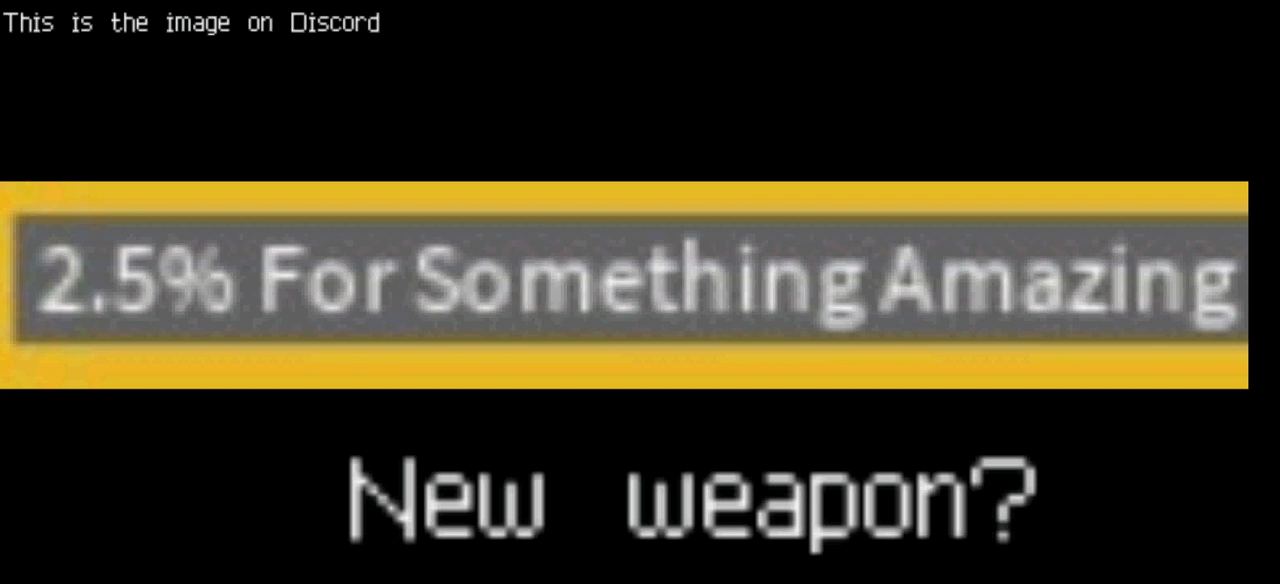 This is the image on Discord
2.5% For Something Amazing
New weapon?